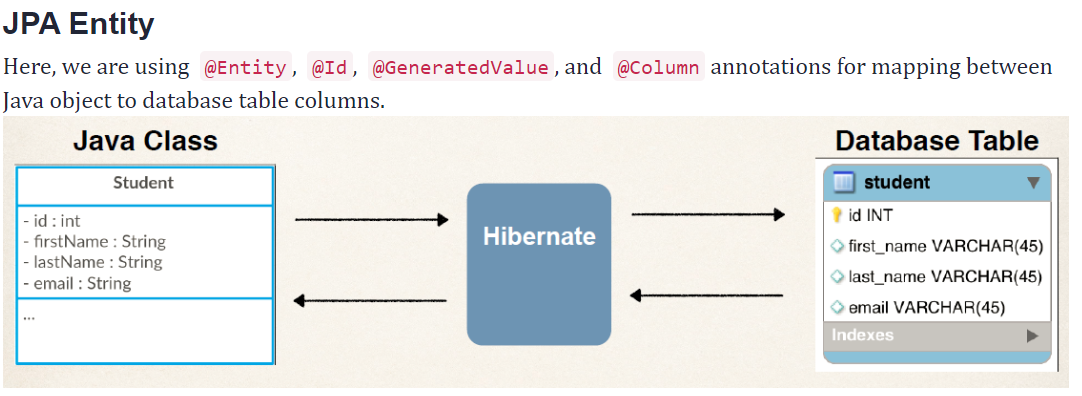 JPA Entity
Here, we are using @Entity, @Id, @GeneratedValue, and @Column annotations for mapping between
Java object to database table columns.
Java Class
Student
- id : int
- firstName : String
- lastName : String
- email : String
...
Hibernate
Database Table
student
id INT
first_name VARCHAR(45)
last_name VARCHAR(45)
email VARCHAR(45)
Indexes